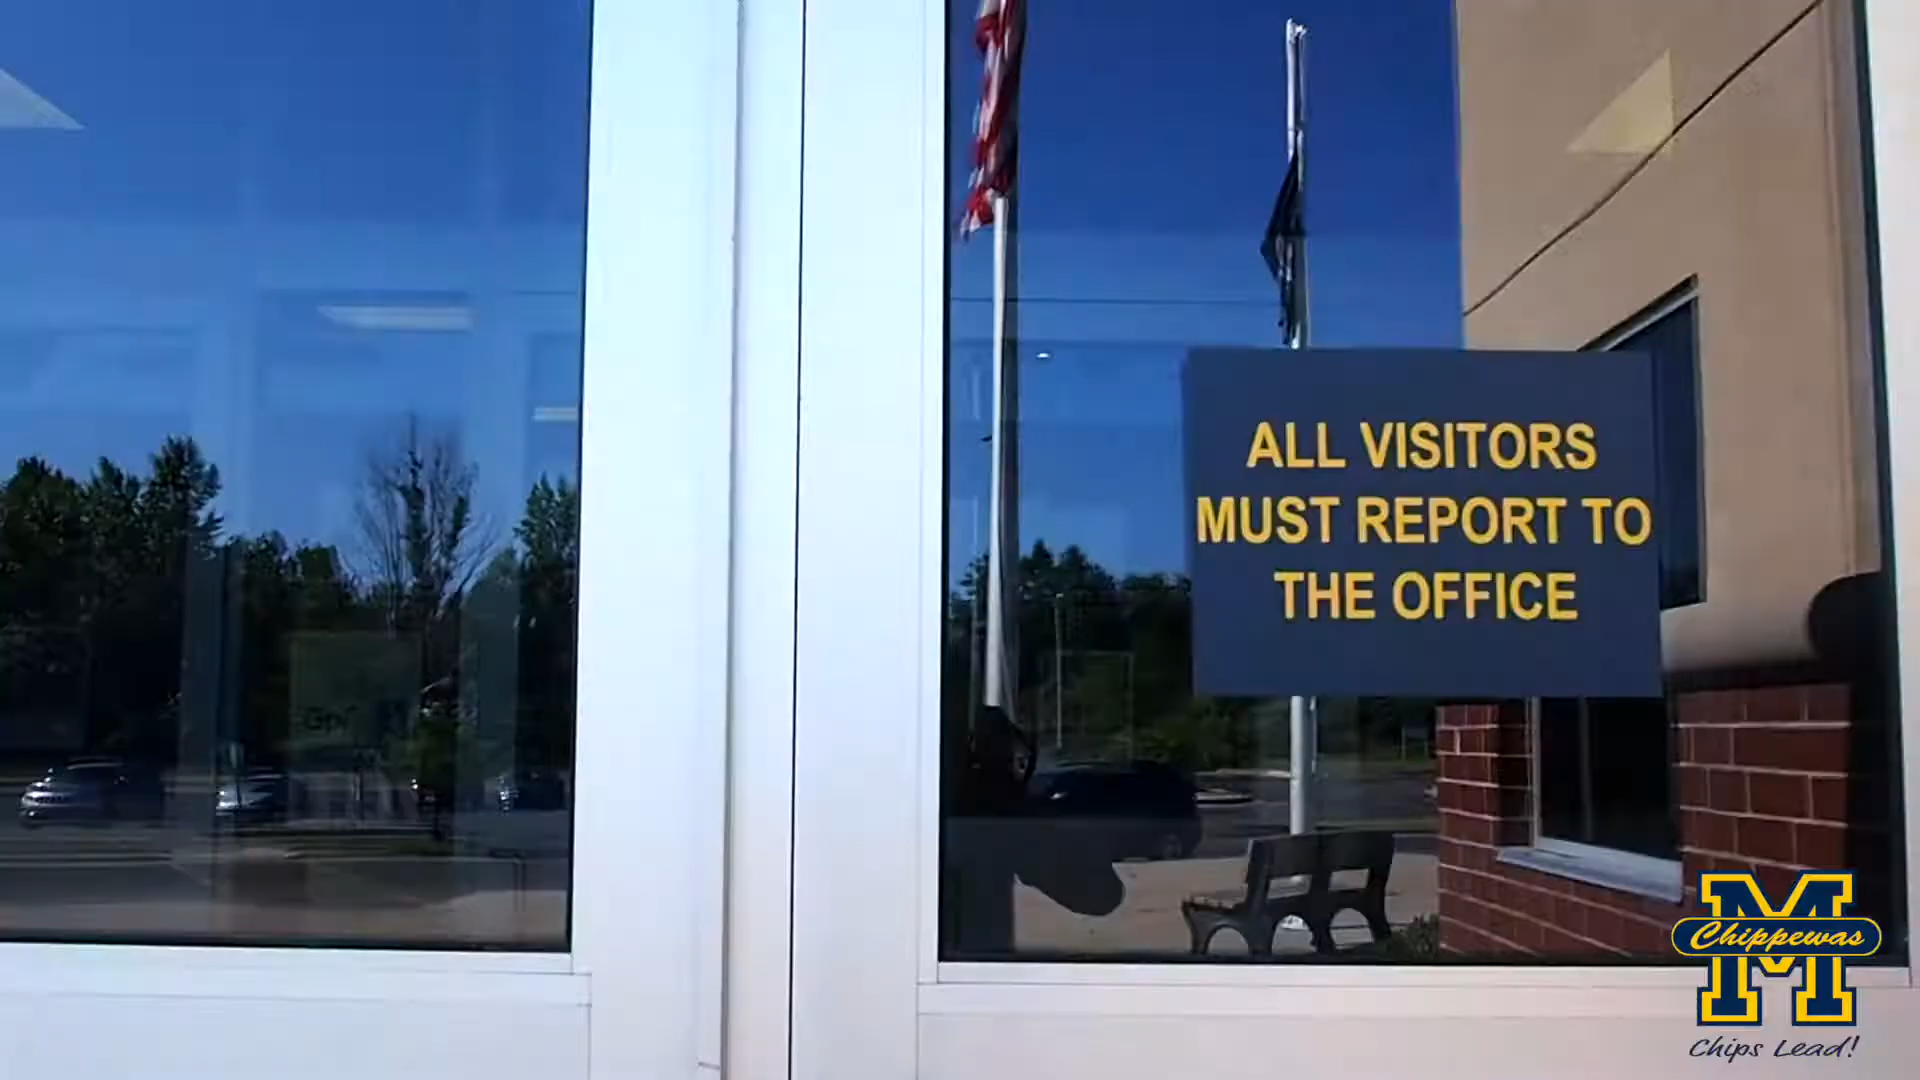 ALL VISITORS
MUST REPORT TO
THE OFFICE
M
Chippewas
Chips Lead!